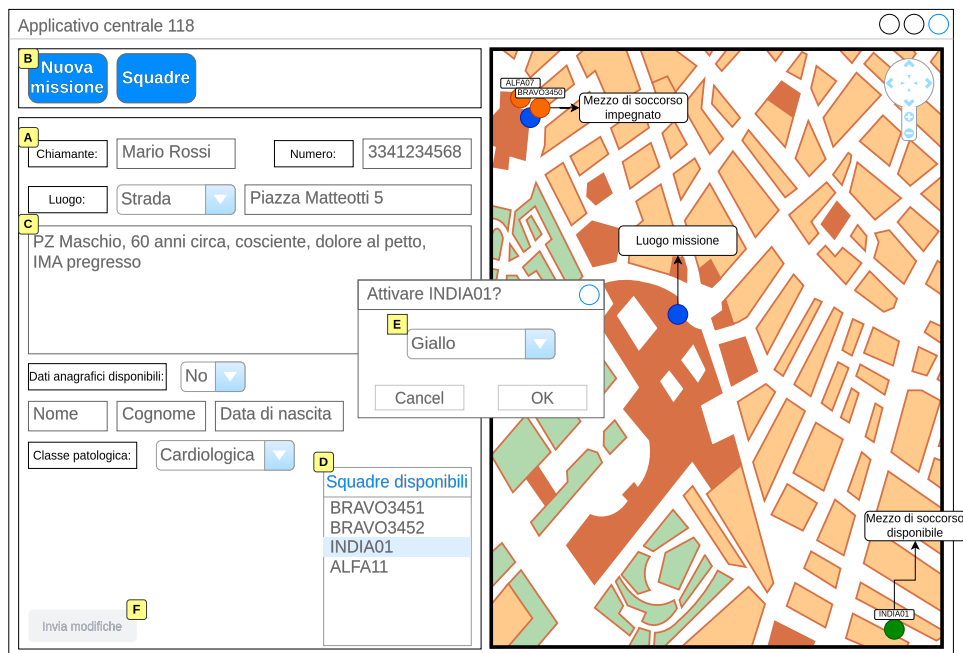 Applicativo centrale 118
B
Nuova
missione
Squadre
A
Chiamante:
Mario Rossi
Numero:
3341234568
Luogo:
Strada
Piazza Matteotti 5
C
PZ Maschio, 60 anni circa, cosciente, dolore al petto,
IMA pregresso
Dati anagrafici disponibili:
No
Nome
Cognome
Data di nascita
Classe patologica:
Cardiologica
D
Squadre disponibili
BRAVO3451
BRAVO3452
INDIA01
ALFA11
F
Invia modifiche
Attivare INDIA01?
E
Giallo
Cancel
OK
ALFA07
BRAVO3450
Mezzo di soccorso
impegnato
Luogo missione
Mezzo di soccorso
disponibile
INDIA01